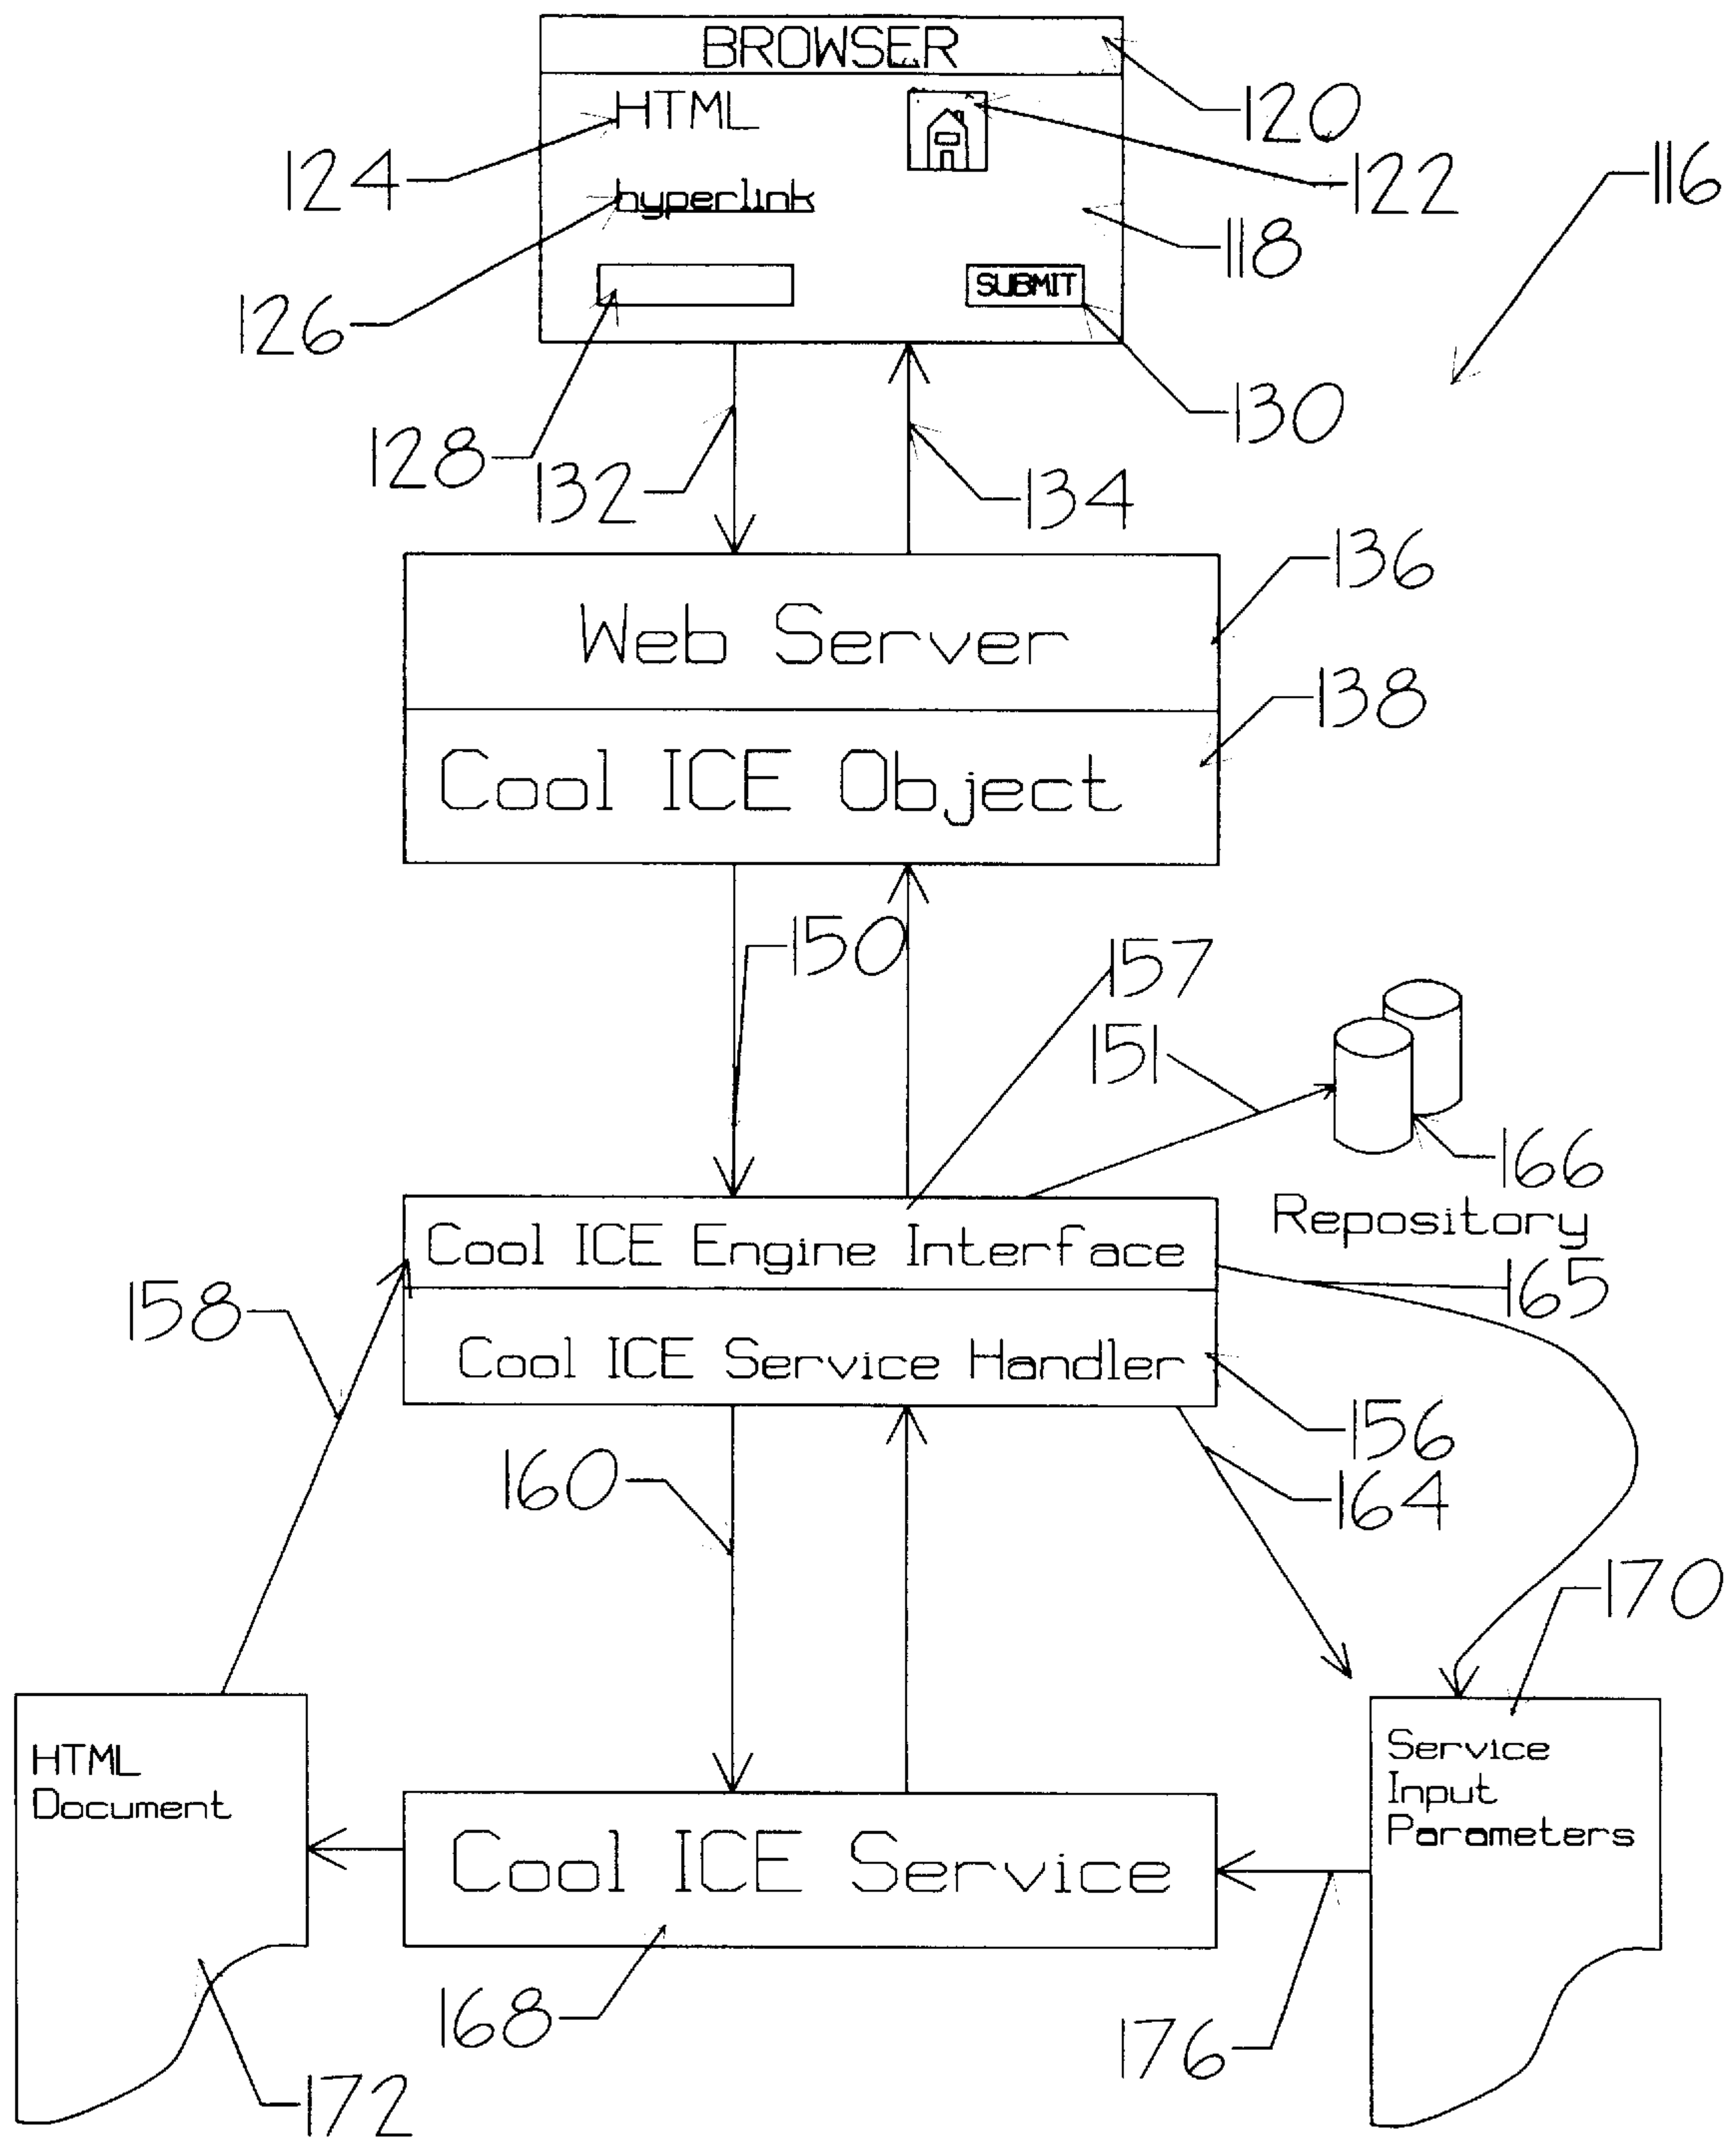 BROWSER
HTML
120
124
122
116
hyperlink
118
126
SUBMIT
130
128
132
134
136
Web Server
138
Cool ICE Object
150
157
151
166
Repository
Cool ICE Engine Interface
165
158
Cool ICE Service Handler
156
160
164
170
HTML
Document
Service
Input
Parameters
Cool ICE Service
168
176
172